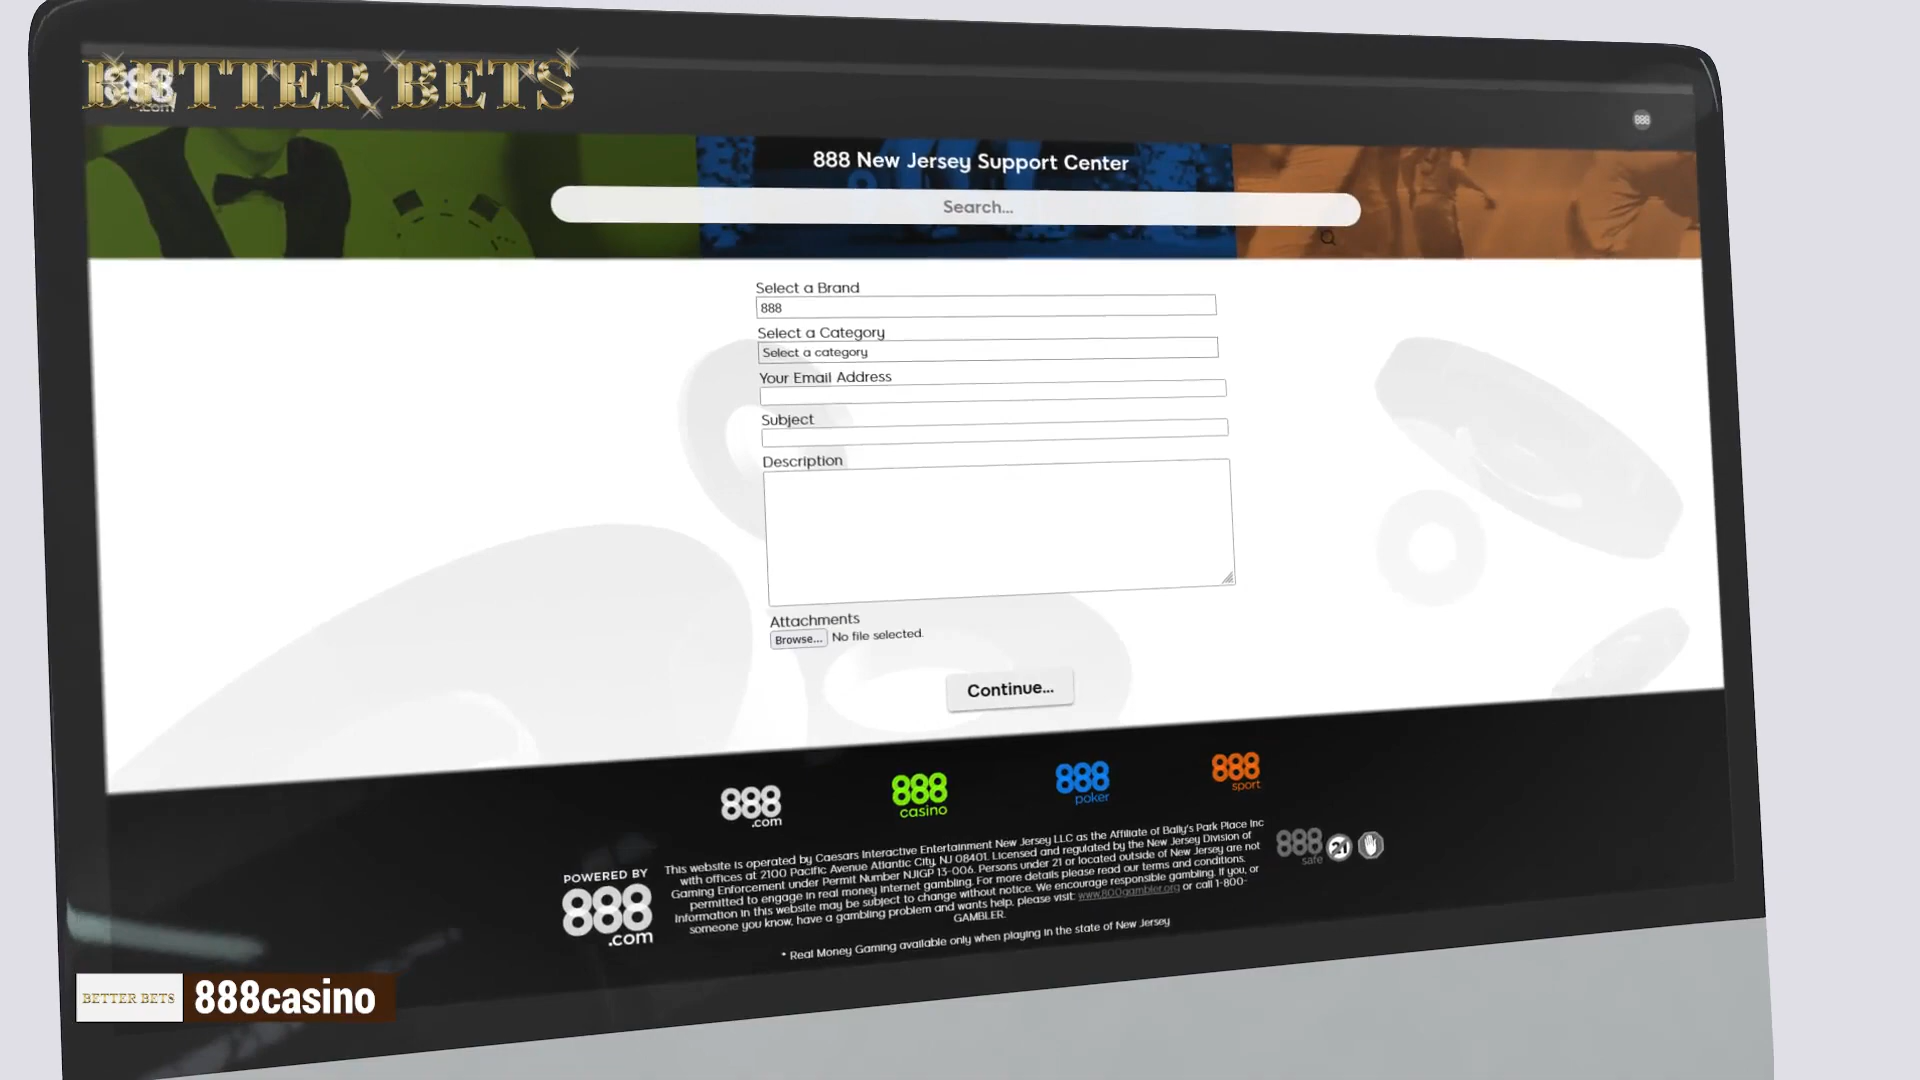 BETTER BETS
888
.com
888
888 New Jersey Support Center
Search...
Select a Brand
888
Select a Category
Select a category
Your Email Address
Subject
Description
Attachments
Browse... No file selected.
Continue...
888
.com
888
casino
888
poker
888
sport
POWERED BY
888
.com
This website is operated by Caesars Interactive Entertainment New Jersey LLC as the Affiliate of Bally's Park Place Inc
with offices at 2100 Pacific Avenue Atlantic City, NJ 08401. Licensed and regulated by the New Jersey Division of
Gaming Enforcement under Permit Number NJIGP 13-006. Persons under 21 or located outside of New Jersey are not
permitted to engage in real money internet gambling. For more details please read our terms and conditions.
Information in this website may be subject to change without notice. We encourage responsible gambling. If you, or
someone you know, have a gambling problem and wants help, please visit: www.800gambler.org or call 1-800-
GAMBLER.
888
safe
21
* Real Money Gaming available only when playing in the state of New Jersey
BETTER BETS
888casino